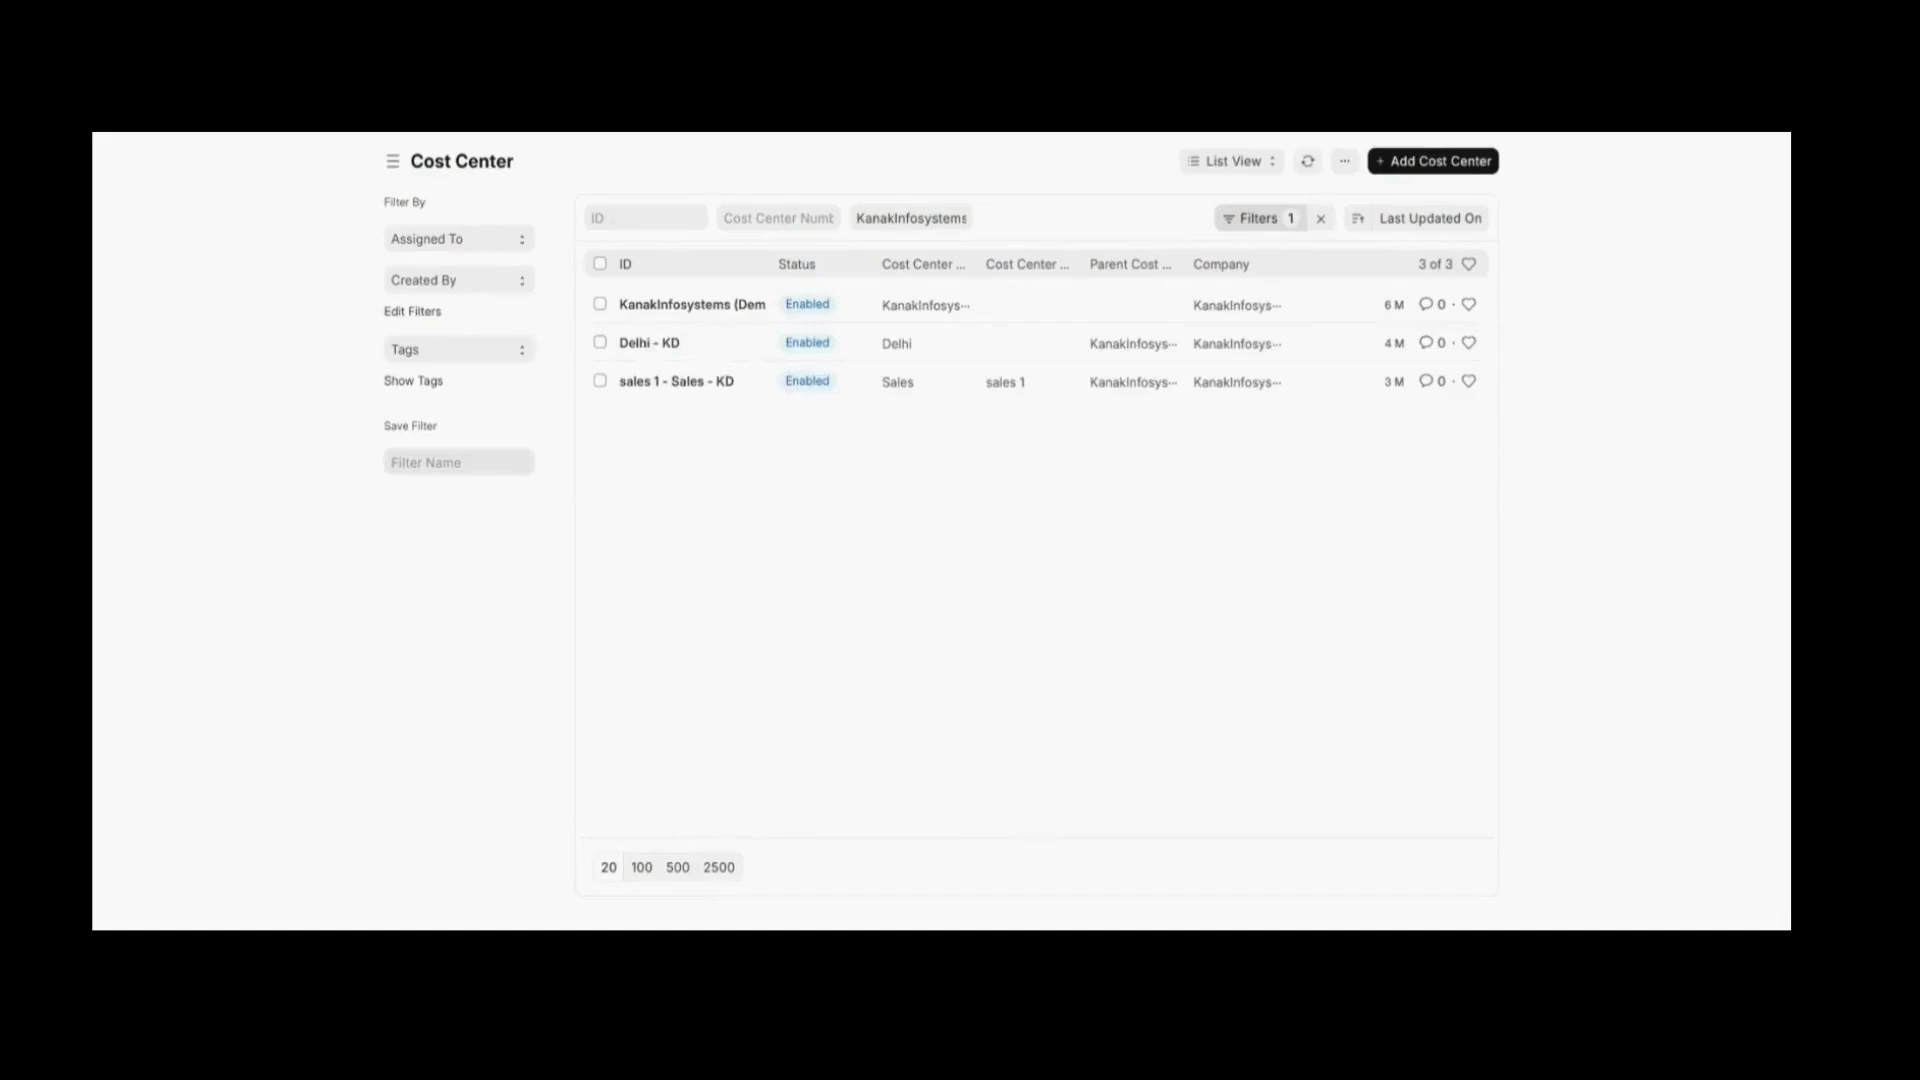 Cost Center
List View
...
+ Add Cost Center
Filter By
Assigned To
Created By
Edit Filters
Tags
Show Tags
Save Filter
Filter Name
ID
Cost Center Numb
KanakInfosystems
Filters 1
Last Updated On
ID Status Cost Center ... Cost Center ... Parent Cost ... Company 3 of 3
KanakInfosystems (Dem Enabled KanakInfosys... KanakInfosys... 6 M 0 ·
Delhi - KD Enabled Delhi KanakInfosys... KanakInfosys... 4 M 0 ·
sales 1 - Sales - KD Enabled Sales sales 1 KanakInfosys... KanakInfosys... 3 M 0 ·
20 100 500 2500